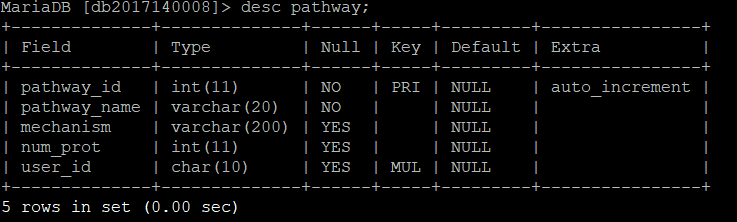 MariaDB [db2017140008]> desc pathway;
+--------------+--------------+------+-----+---------+----------------+
| Field        | Type         | Null | Key | Default | Extra          |
+--------------+--------------+------+-----+---------+----------------+
| pathway_id   | int(11)      | NO   | PRI | NULL    | auto_increment |
| pathway_name | varchar(20)  | NO   |     | NULL    |                |
| mechanism    | varchar(200) | YES  |     | NULL    |                |
| num_prot     | int(11)      | YES  |     | NULL    |                |
| user_id      | char(10)     | YES  | MUL | NULL    |                |
+--------------+--------------+------+-----+---------+----------------+
5 rows in set (0.00 sec)